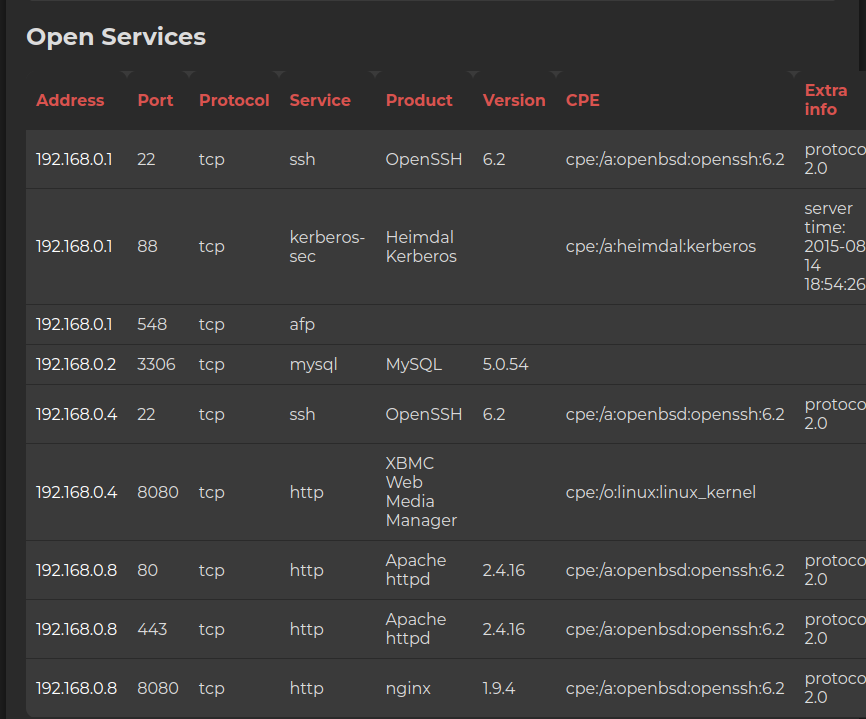 Open Services
Address Port Protocol Service Product Version CPE Extra info
192.168.0.1 22 tcp ssh OpenSSH 6.2 cpe:/a:openbsd:openssh:6.2 protoco 2.0
192.168.0.1 88 tcp kerberos-sec Heimdal Kerberos cpe:/a:heimdal:kerberos server time: 2015-08 14 18:54:26
192.168.0.1 548 tcp afp
192.168.0.2 3306 tcp mysql MySQL 5.0.54
192.168.0.4 22 tcp ssh OpenSSH 6.2 cpe:/a:openbsd:openssh:6.2 protoco 2.0
192.168.0.4 8080 tcp http XBMC Web Media Manager cpe:/o:linux:linux_kernel
192.168.0.8 80 tcp http Apache httpd 2.4.16 cpe:/a:openbsd:openssh:6.2 protoco 2.0
192.168.0.8 443 tcp http Apache httpd 2.4.16 cpe:/a:openbsd:openssh:6.2 protoco 2.0
192.168.0.8 8080 tcp http nginx 1.9.4 cpe:/a:openbsd:openssh:6.2 protoco 2.0